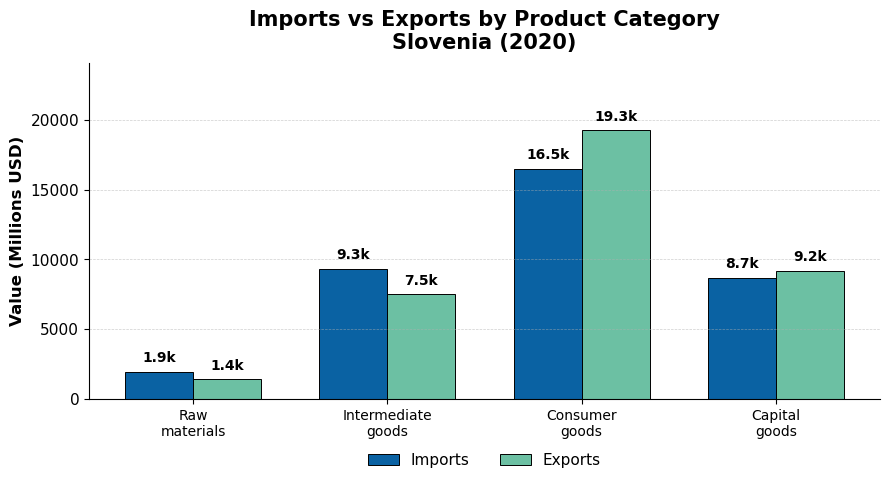 Imports vs Exports by Product Category
Slovenia (2020)
Value (Millions USD)
20000
15000
10000
5000
0
1.9k
1.4k
9.3k
7.5k
16.5k
19.3k
8.7k
9.2k
Raw
materials
Intermediate
goods
Consumer
goods
Capital
goods
Imports
Exports